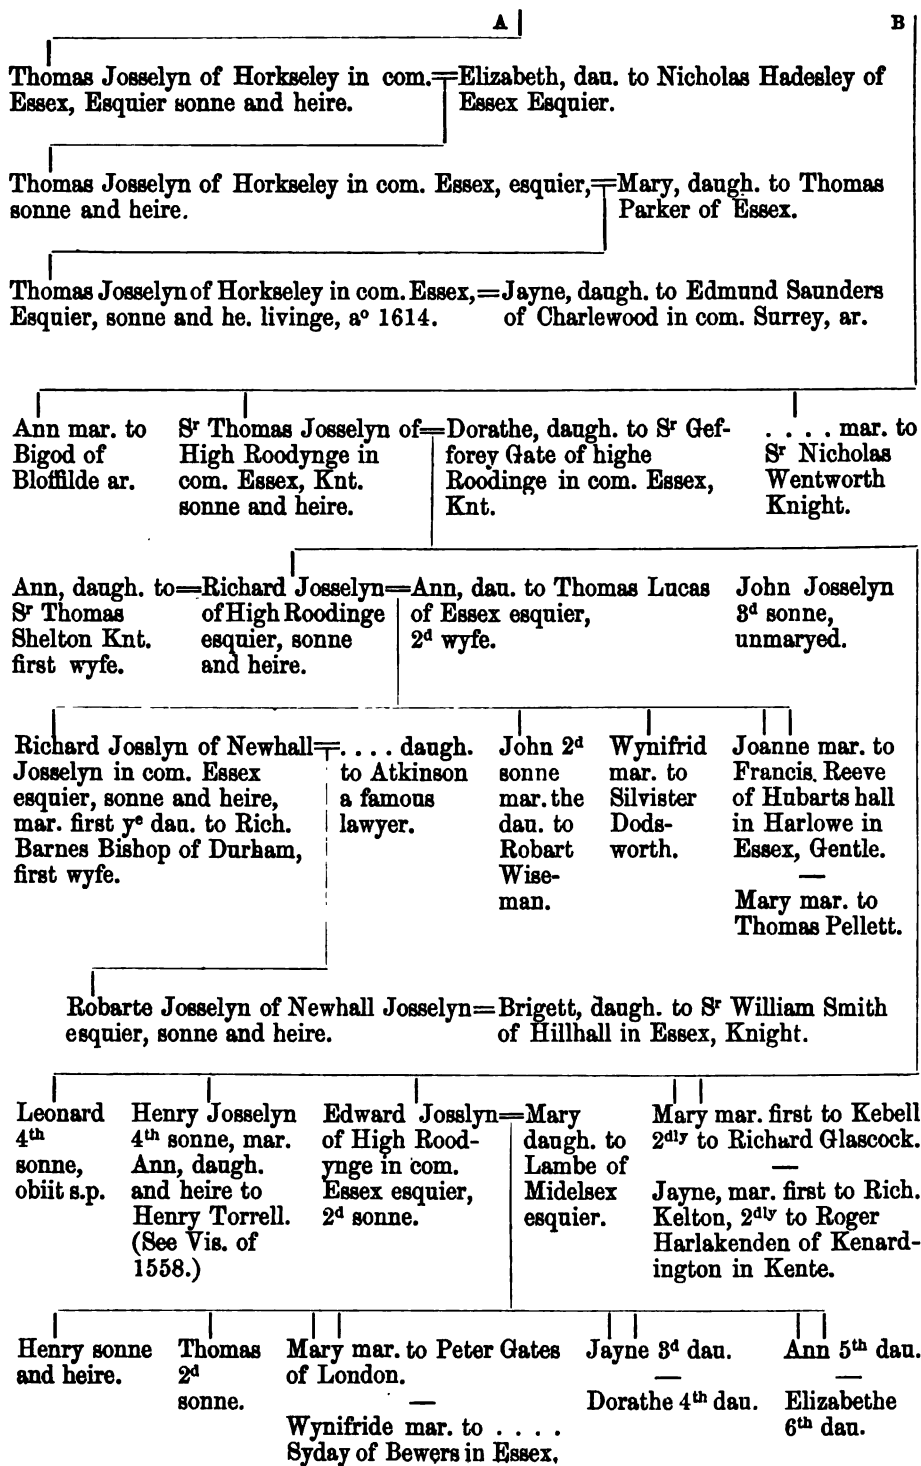 A B
Thomas Josselyn of Horkseley in com.=Elizabeth, dau. to Nicholas Hadesley of
Essex, Esquier sonne and heire. Essex Esquier.
Thomas Josselyn of Horkseley in com. Essex, esquier,=Mary, daugh. to Thomas
sonne and heire. Parker of Essex.
Thomas Josselyn of Horkseley in com. Essex,=Jayne, daugh. to Edmund Saunders
Esquier, sonne and he. livinge, aº 1614. of Charlewood in com. Surrey, ar.
Ann mar. to
Bigod of
Bloffilde ar.
Sʳ Thomas Josselyn of=
High Roodynge in
com. Essex, Knt.
sonne and heire.
Dorathe, daugh. to Sʳ Gef-
forey Gate of highe
Roodinge in com. Essex,
Knt.
. . . . mar. to
Sʳ Nicholas
Wentworth
Knight.
Ann, daugh. to=
Sʳ Thomas
Shelton Knt.
first wyfe.
Richard Josselyn=
of High Roodinge
esquier, sonne
and heire.
Ann, dau. to Thomas Lucas
of Essex esquier,
2ᵈ wyfe.
John Josselyn
3ᵈ sonne,
unmaryed.
Richard Josslyn of Newhall=
Josselyn in com. Essex
esquier, sonne and heire,
mar. first yᵉ dau. to Rich.
Barnes Bishop of Durham,
first wyfe.
. . . . daugh.
to Atkinson
a famous
lawyer.
John 2ᵈ
sonne
mar. the
dau. to
Robart
Wise-
man.
Wynifrid
mar. to
Silvister
Dods-
worth.
Joanne mar. to
Francis. Reeve
of Hubarts hall
in Harlowe in
Essex, Gentle.
—
Mary mar. to
Thomas Pellett.
Robarte Josselyn of Newhall Josselyn=Brigett, daugh. to Sʳ William Smith
esquier, sonne and heire. of Hillhall in Essex, Knight.
Leonard
4ᵗʰ
sonne,
obiit s.p.
Henry Josselyn
4ᵗʰ sonne, mar.
Ann, daugh.
and heire to
Henry Torrell.
(See Vis. of
1558.)
Edward Josslyn=
of High Rood-
ynge in com.
Essex esquier,
2ᵈ sonne.
Mary
daugh. to
Lambe of
Midelsex
esquier.
Mary mar. first to Kebell
2ᵈˡʸ to Richard Glascock.
—
Jayne, mar. first to Rich.
Kelton, 2ᵈˡʸ to Roger
Harlakenden of Kenard-
ington in Kente.
Henry sonne
and heire.
Thomas
2ᵈ
sonne.
Mary mar. to Peter Gates
of London.
—
Wynifride mar. to . . . .
Syday of Bewers in Essex.
Jayne 3ᵈ dau.
—
Dorathe 4ᵗʰ dau.
Ann 5ᵗʰ dau.
—
Elizabethe
6ᵗʰ dau.